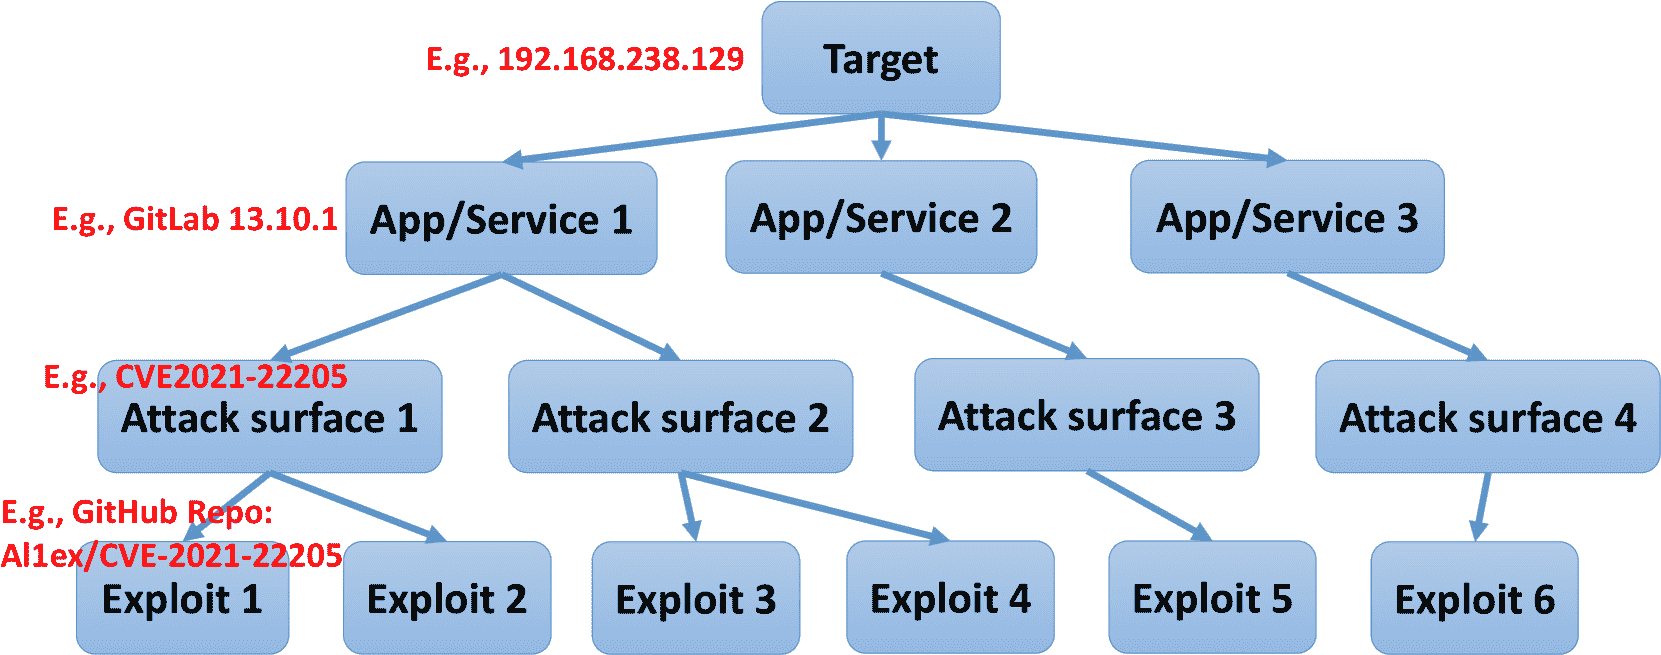 E.g., 192.168.238.129
Target
E.g., GitLab 13.10.1
App/Service 1
App/Service 2
App/Service 3
E.g., CVE2021-22205
Attack surface 1
Attack surface 2
Attack surface 3
Attack surface 4
E.g., GitHub Repo:
Al1ex/CVE-2021-22205
Exploit 1
Exploit 2
Exploit 3
Exploit 4
Exploit 5
Exploit 6